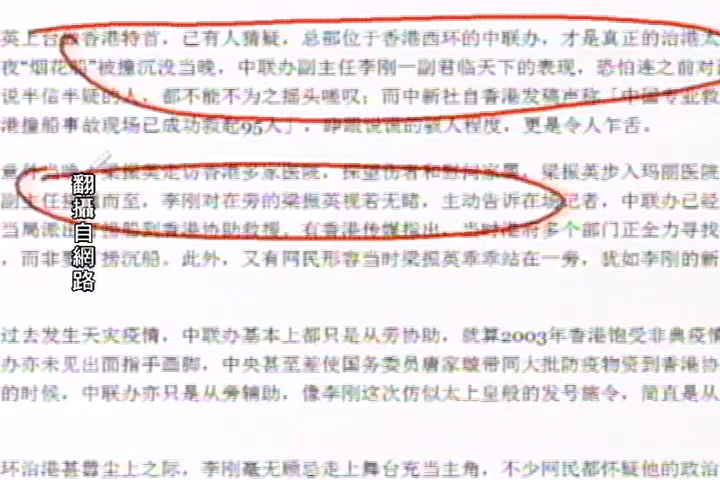 英上台做香港特首，已有人猜疑，总部位于香港西环的中联办，才是真正的治港太
夜“烟花船”被撞沉没当晚，中联办副主任李刚一副君临天下的表现，恐怕连之前对
说半信半疑的人，都不能不为之摇头嗟叹；而中新社自香港发稿声称「中国专业救
港撞船事故现场已成功救起95人」，睁眼说谎的骇人程度，更是令人乍舌。
意外当晚，梁振英走访香港多家医院，探望伤者和慰问家属，梁振英步入玛丽医院
副主任接踵而至，李刚对在旁的梁振英视若无睹，主动告诉在场记者，中联办已经
当局派出 捞船到香港协助救援。有香港传媒指出，当时港府多个部门正全力寻找
，而非要 捞沉船。此外，又有网民形容当时梁振英乖乖站在一旁，犹如李刚的新
过去发生天灾疫情，中联办基本上都只是从旁协助，就算2003年香港饱受非典疫情
办亦未见出面指手画脚，中央甚至差使国务委员唐家璇带同大批防疫物资到香港协
的时候，中联办亦只是从旁辅助，像李刚这次仿似太上皇般的发号施令，简直是从
环治港甚嚣尘上之际，李刚毫无顾忌走上舞台充当主角，不少网民都怀疑他的政治
翻攝自網路